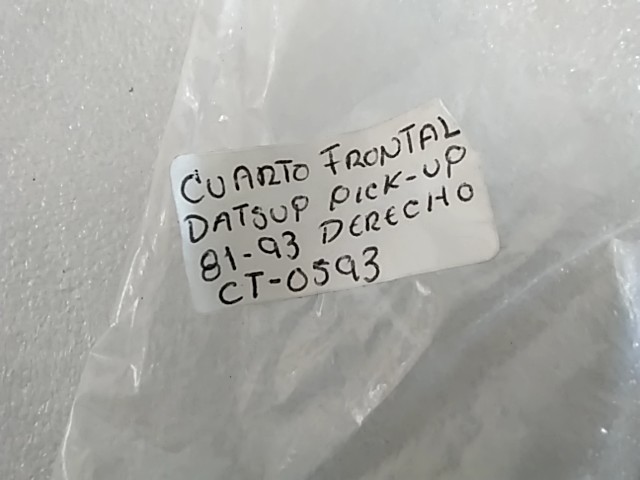 CUARTO FRONTAL
DATSUP PICK-UP
81-93 DERECHO
CT-0593